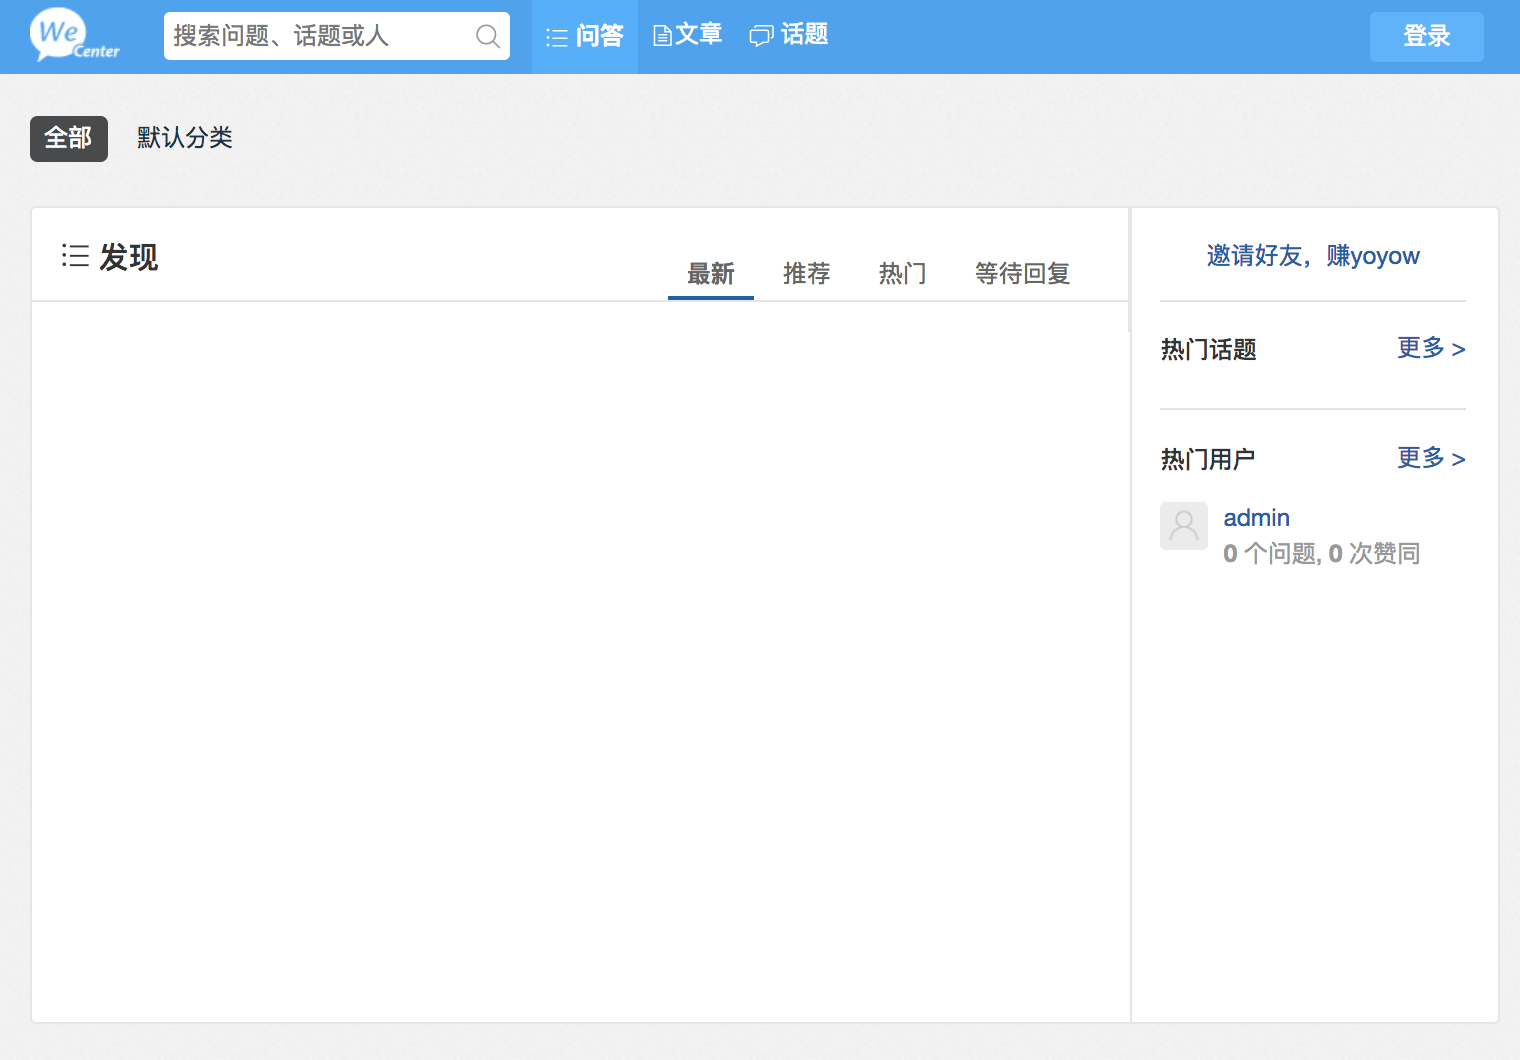 We Center
搜索问题、话题或人
问答
文章
话题
登录
全部
默认分类
发现
最新
推荐
热门
等待回复
邀请好友，赚yoyow
热门话题
更多 >
热门用户
更多 >
admin
0 个问题, 0 次赞同